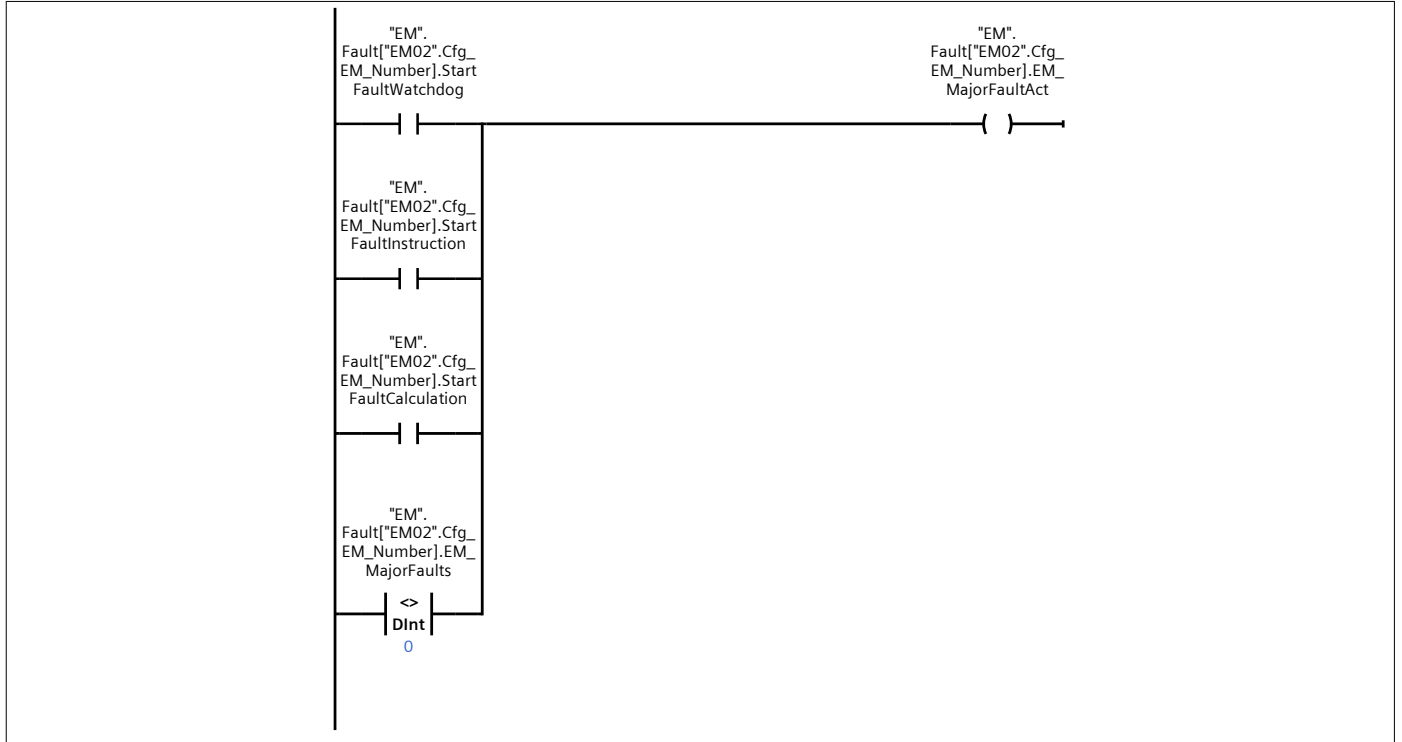 "EM".
Fault["EM02".Cfg_
EM_Number].Start
FaultWatchdog
"EM".
Fault["EM02".Cfg_
EM_Number].EM_
MajorFaultAct
"EM".
Fault["EM02".Cfg_
EM_Number].Start
FaultInstruction
"EM".
Fault["EM02".Cfg_
EM_Number].Start
FaultCalculation
"EM".
Fault["EM02".Cfg_
EM_Number].EM_
MajorFaults
<>
DInt
0